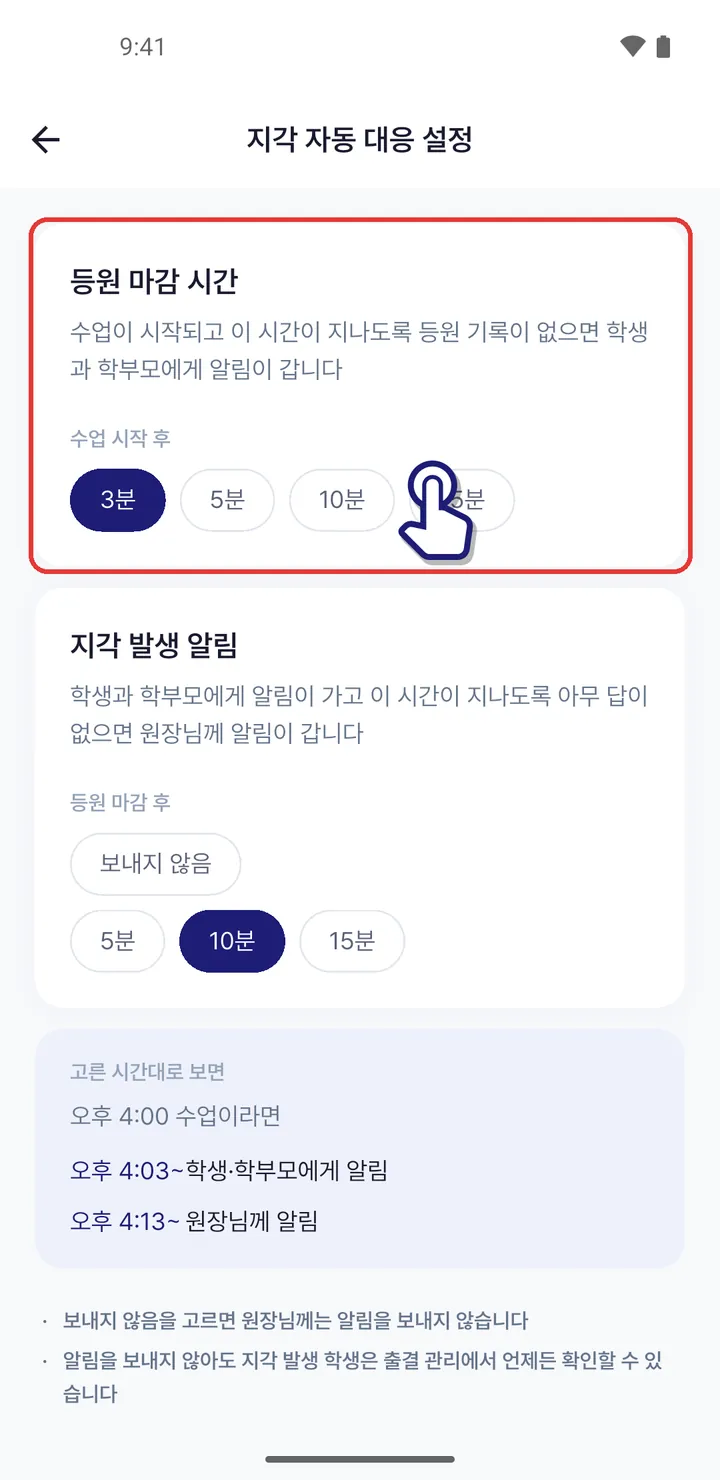 9:41
지각 자동 대응 설정
등원 마감 시간
수업이 시작되고 이 시간이 지나도록 등원 기록이 없으면 학생
과 학부모에게 알림이 갑니다
수업 시작 후
3분 5분 10분 5분
지각 발생 알림
학생과 학부모에게 알림이 가고 이 시간이 지나도록 아무 답이
없으면 원장님께 알림이 갑니다
등원 마감 후
보내지 않음
5분 10분 15분
고른 시간대로 보면
오후 4:00 수업이라면
오후 4:03~학생·학부모에게 알림
오후 4:13~ 원장님께 알림
· 보내지 않음을 고르면 원장님께는 알림을 보내지 않습니다
· 알림을 보내지 않아도 지각 발생 학생은 출결 관리에서 언제든 확인할 수 있
습니다